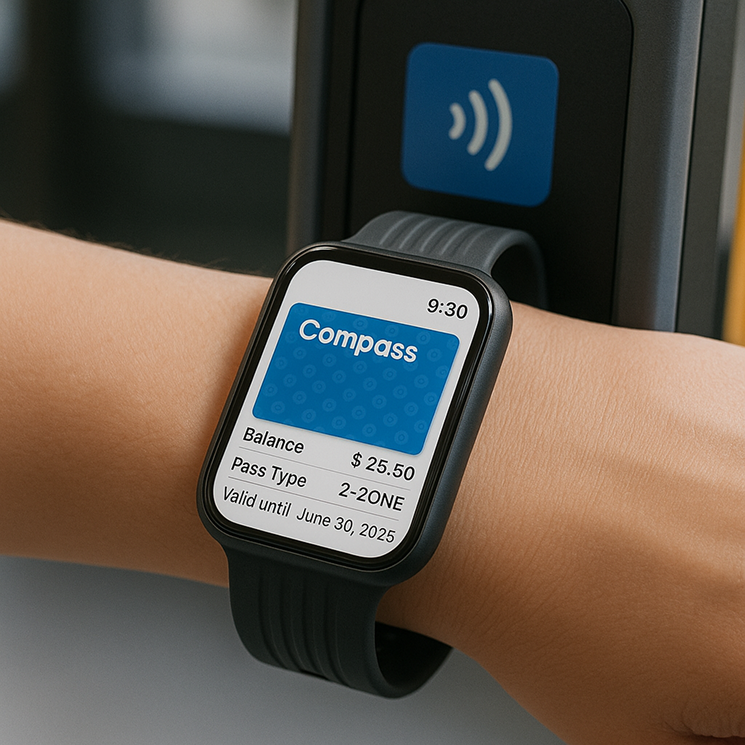 9:30
Compass
Balance $ 25.50
Pass Type 2-2ONE
Valid until June 30, 2025